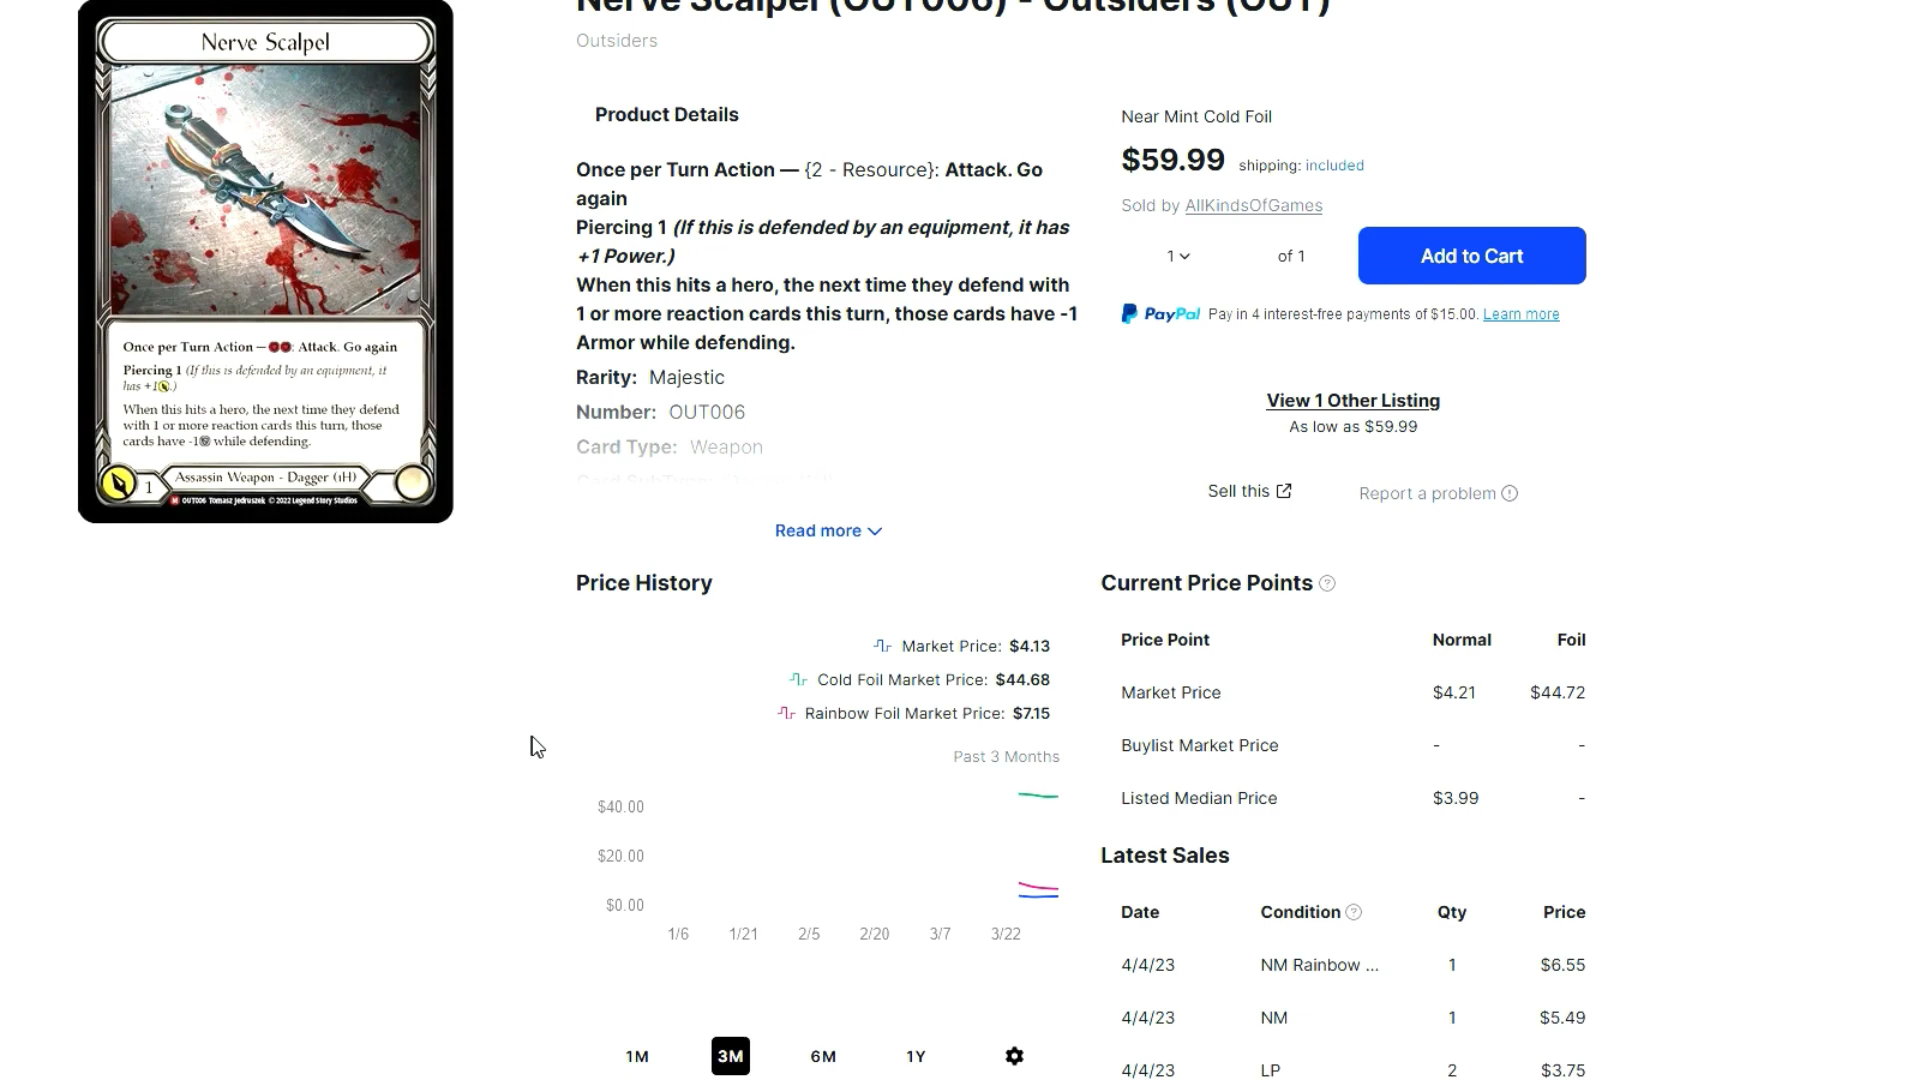 Nerve Scalpel (OUT006) - Outsiders (OUT)
Outsiders
Nerve Scalpel
Once per Turn Action — : Attack. Go again
Piercing 1 (If this is defended by an equipment, it
has +1 .)
When this hits a hero, the next time they defend
with 1 or more reaction cards this turn, those
cards have -1 while defending.
1
Assassin Weapon - Dagger (1H)
M OUT006 Tomasz Jedruszek © 2022 Legend Story Studios
Product Details
Once per Turn Action — {2 - Resource}: Attack. Go
again
Piercing 1 (If this is defended by an equipment, it has
+1 Power.)
When this hits a hero, the next time they defend with
1 or more reaction cards this turn, those cards have -1
Armor while defending.
Rarity: Majestic
Number: OUT006
Card Type: Weapon
Read more
Near Mint Cold Foil
$59.99 shipping: included
Sold by AllKindsOfGames
1 of 1
Add to Cart
PayPal Pay in 4 interest-free payments of $15.00. Learn more
View 1 Other Listing
As low as $59.99
Sell this
Report a problem
Price History
Market Price: $4.13
Cold Foil Market Price: $44.68
Rainbow Foil Market Price: $7.15
Past 3 Months
$40.00
$20.00
$0.00
1/6 1/21 2/5 2/20 3/7 3/22
1M 3M 6M 1Y
Current Price Points
Price Point Normal Foil
Market Price $4.21 $44.72
Buylist Market Price - -
Listed Median Price $3.99 -
Latest Sales
Date Condition Qty Price
4/4/23 NM Rainbow ... 1 $6.55
4/4/23 NM 1 $5.49
4/4/23 LP 2 $3.75